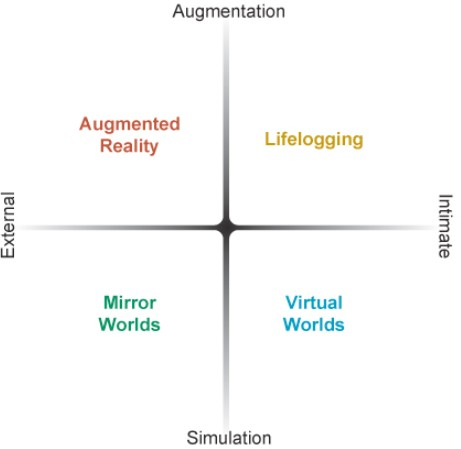 Augmentation
Augmented
Reality
Lifelogging
External
Intimate
Mirror
Worlds
Virtual
Worlds
Simulation